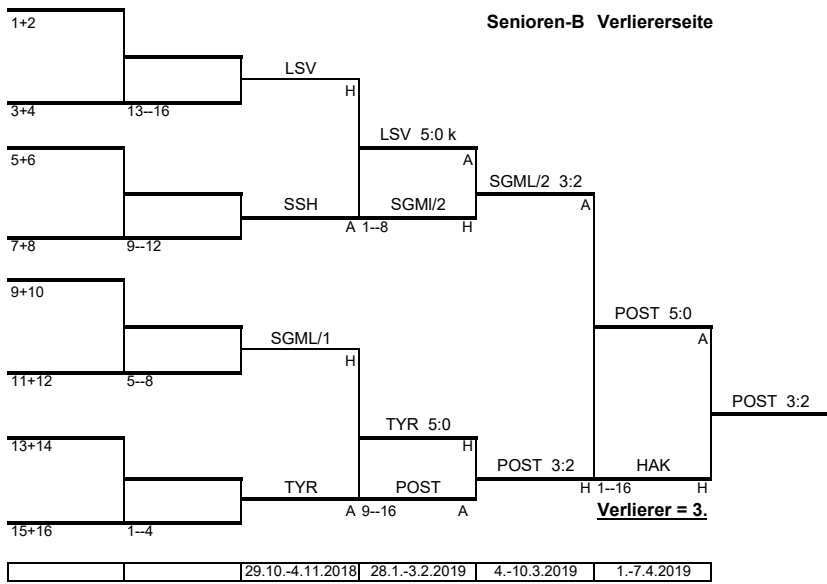 1+2
Senioren-B Verliererseite
LSV
H
3+4 13--16
LSV 5:0 k
5+6 A
SGML/2 3:2
SSH SGMl/2 A
A 1--8 H
7+8 9--12
9+10
POST 5:0
SGML/1 A
H
11+12 5--8
POST 3:2
TYR 5:0
13+14 H
POST 3:2 HAK
TYR POST H 1--16 H
A 9--16 A Verlierer = 3.
15+16 1--4
29.10.-4.11.2018 28.1.-3.2.2019 4.-10.3.2019 1.-7.4.2019